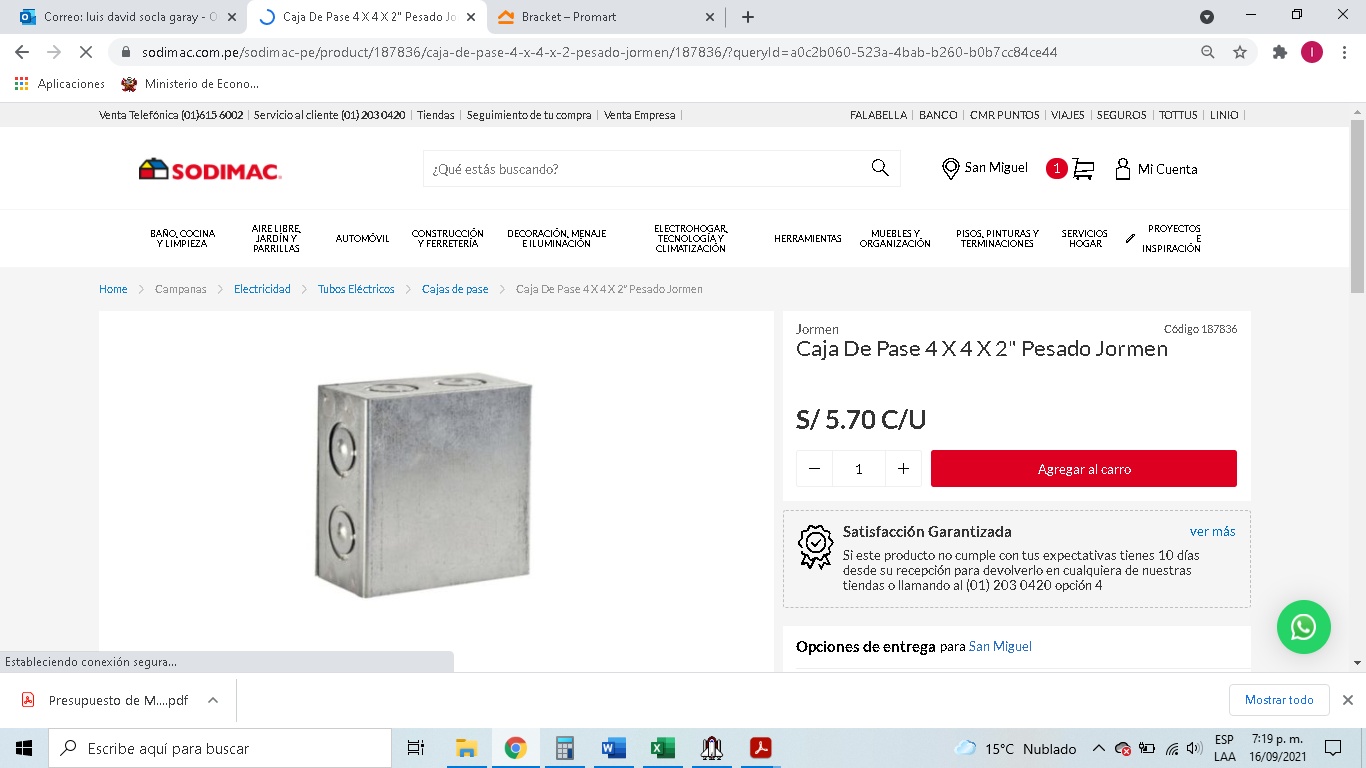 Correo: luis david socla garay - O
Caja De Pase 4 X 4 X 2" Pesado Jo
Bracket – Promart
sodimac.com.pe/sodimac-pe/product/187836/caja-de-pase-4-x-4-x-2-pesado-jormen/187836/?queryId=a0c2b060-523a-4bab-b260-b0b7cc84ce44
I
Aplicaciones
Ministerio de Econo...
Venta Telefónica (01)615 6002
Servicio al cliente (01) 203 0420
Tiendas
Seguimiento de tu compra
Venta Empresa
FALABELLA
BANCO
CMR PUNTOS
VIAJES
SEGUROS
TOTTUS
LINIO
SODIMAC
¿Qué estás buscando?
San Miguel
1
Mi Cuenta
BAÑO, COCINA
Y LIMPIEZA
AIRE LIBRE,
JARDÍN Y
PARRILLAS
AUTOMÓVIL
CONSTRUCCIÓN
Y FERRETERÍA
DECORACIÓN, MENAJE
E ILUMINACIÓN
ELECTROHOGAR,
TECNOLOGÍA Y
CLIMATIZACIÓN
HERRAMIENTAS
MUEBLES Y
ORGANIZACIÓN
PISOS, PINTURAS Y
TERMINACIONES
SERVICIOS
HOGAR
PROYECTOS
E
INSPIRACIÓN
Home
Campanas
Electricidad
Tubos Eléctricos
Cajas de pase
Caja De Pase 4 X 4 X 2" Pesado Jormen
Jormen
Código 187836
Caja De Pase 4 X 4 X 2" Pesado Jormen
S/ 5.70 C/U
− 1 +
Agregar al carro
Satisfacción Garantizada
ver más
Si este producto no cumple con tus expectativas tienes 10 días
desde su recepción para devolverlo en cualquiera de nuestras
tiendas o llamando al (01) 203 0420 opción 4
Opciones de entrega para San Miguel
Estableciendo conexión segura...
Presupuesto de M....pdf
Mostrar todo
Escribe aquí para buscar
15°C Nublado
ESP
LAA
7:19 p. m.
16/09/2021